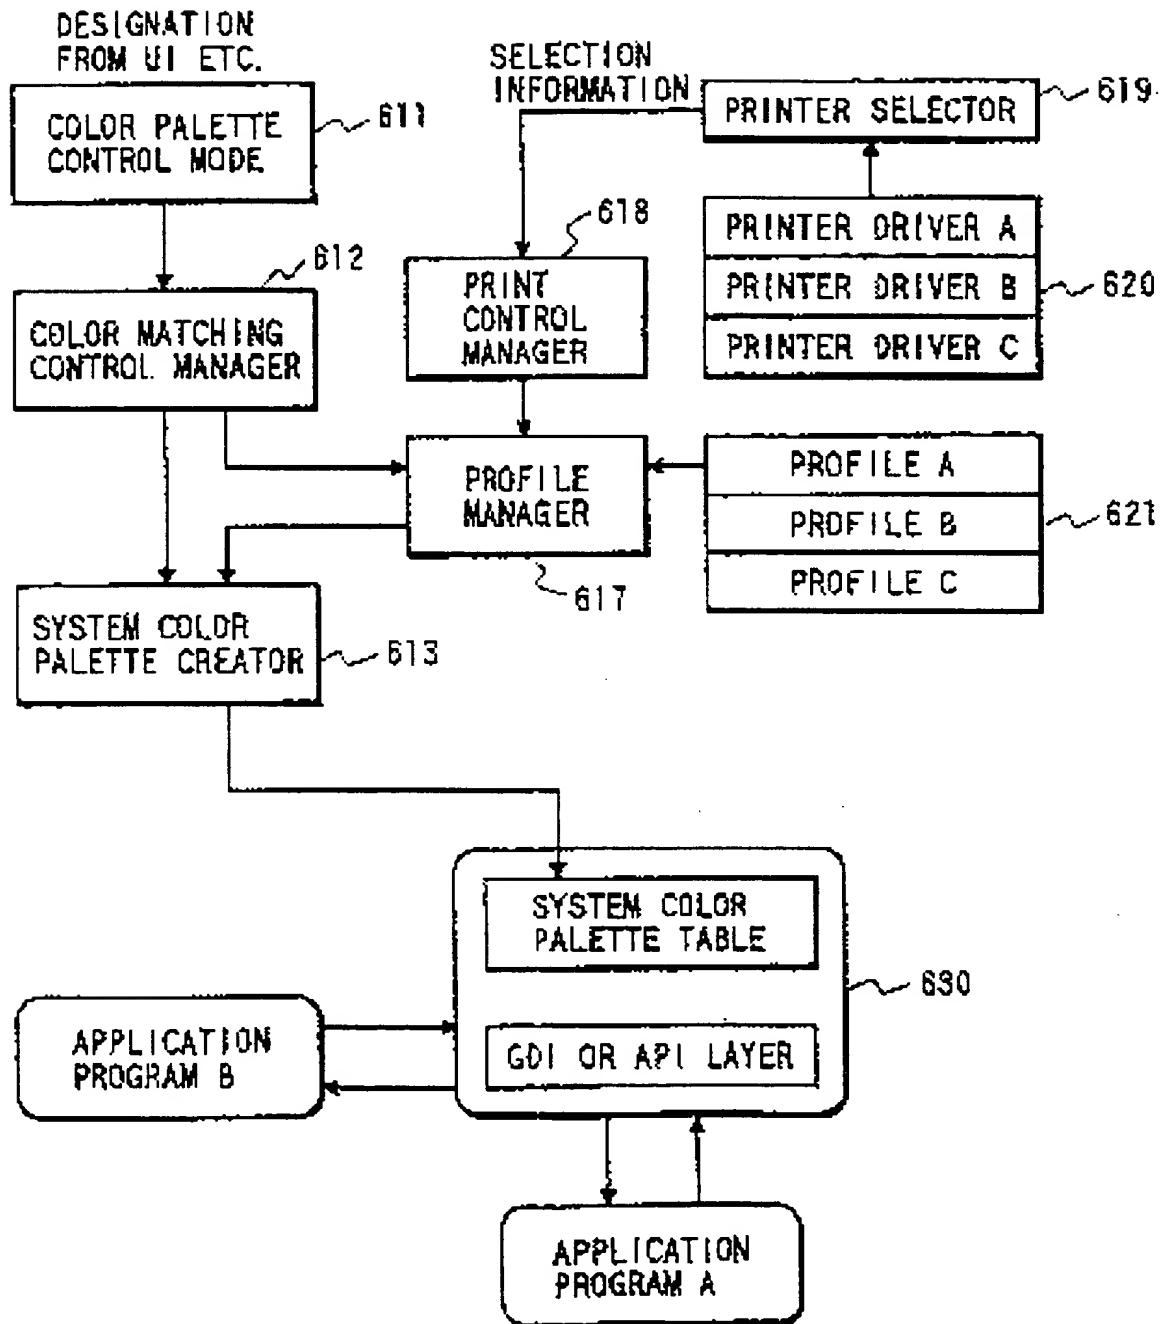 DESIGNATION
FROM UI ETC.
COLOR PALETTE
CONTROL MODE
611
SELECTION
INFORMATION
PRINTER SELECTOR
619
PRINTER DRIVER A
PRINTER DRIVER B
PRINTER DRIVER C
620
618
PRINT
CONTROL
MANAGER
612
COLOR MATCHING
CONTROL MANAGER
PROFILE
MANAGER
617
PROFILE A
PROFILE B
PROFILE C
621
SYSTEM COLOR
PALETTE CREATOR
613
SYSTEM COLOR
PALETTE TABLE
GDI OR API LAYER
630
APPLICATION
PROGRAM B
APPLICATION
PROGRAM A